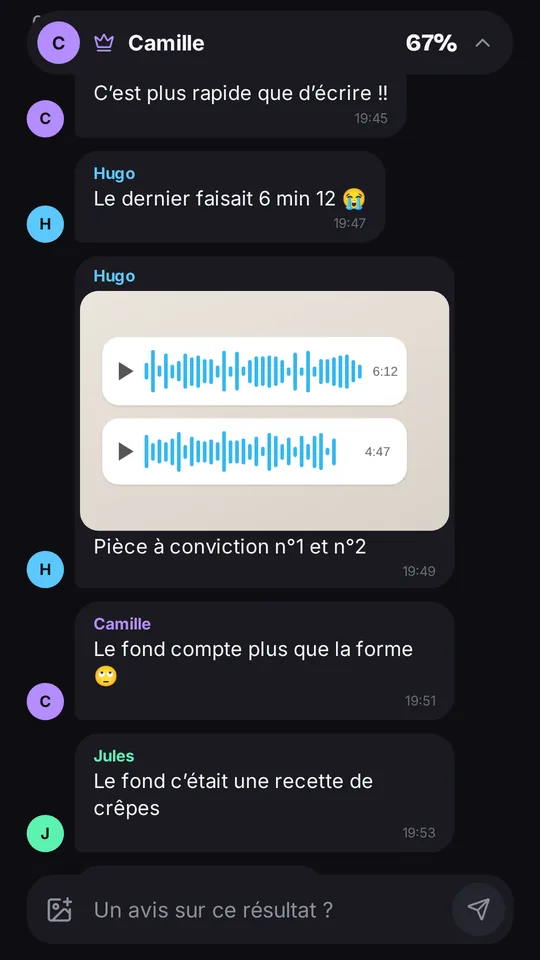 C
Camille
67%
C'est plus rapide que d'écrire !!
19:45
C
Hugo
Le dernier faisait 6 min 12 😭
19:47
H
Hugo
6:12
4:47
Pièce à conviction n°1 et n°2
19:49
H
Camille
Le fond compte plus que la forme
🙄
19:51
C
Jules
Le fond c'était une recette de
crêpes
19:53
J
Un avis sur ce résultat ?